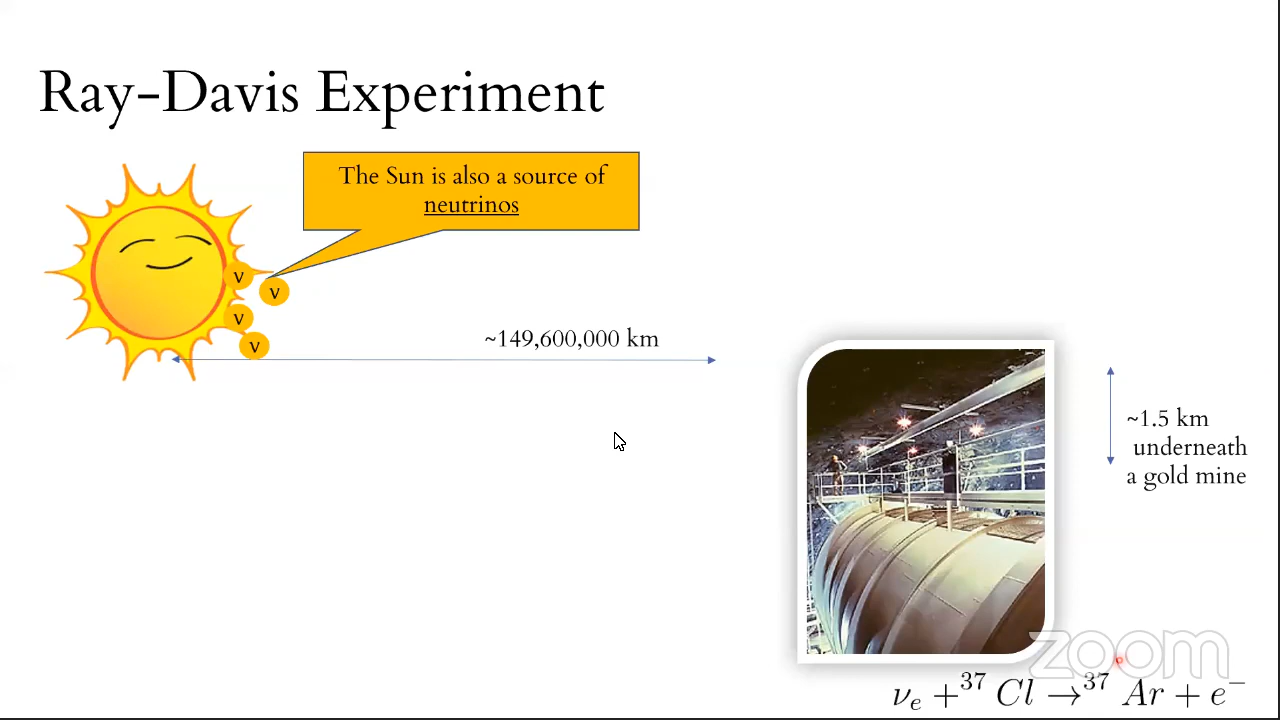 Ray-Davis Experiment
The Sun is also a source of
neutrinos
ν
ν
ν
ν
~149,600,000 km
~1.5 km
underneath
a gold mine
zoom
νₑ + ³⁷Cl → ³⁷Ar + e⁻